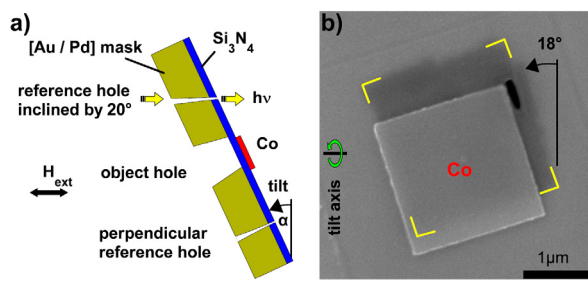 a)
[Au / Pd] mask
Si3N4
reference hole
inclined by 20°
hν
Co
Hext
object hole
tilt
α
perpendicular
reference hole
b)
18°
Co
tilt axis
1µm